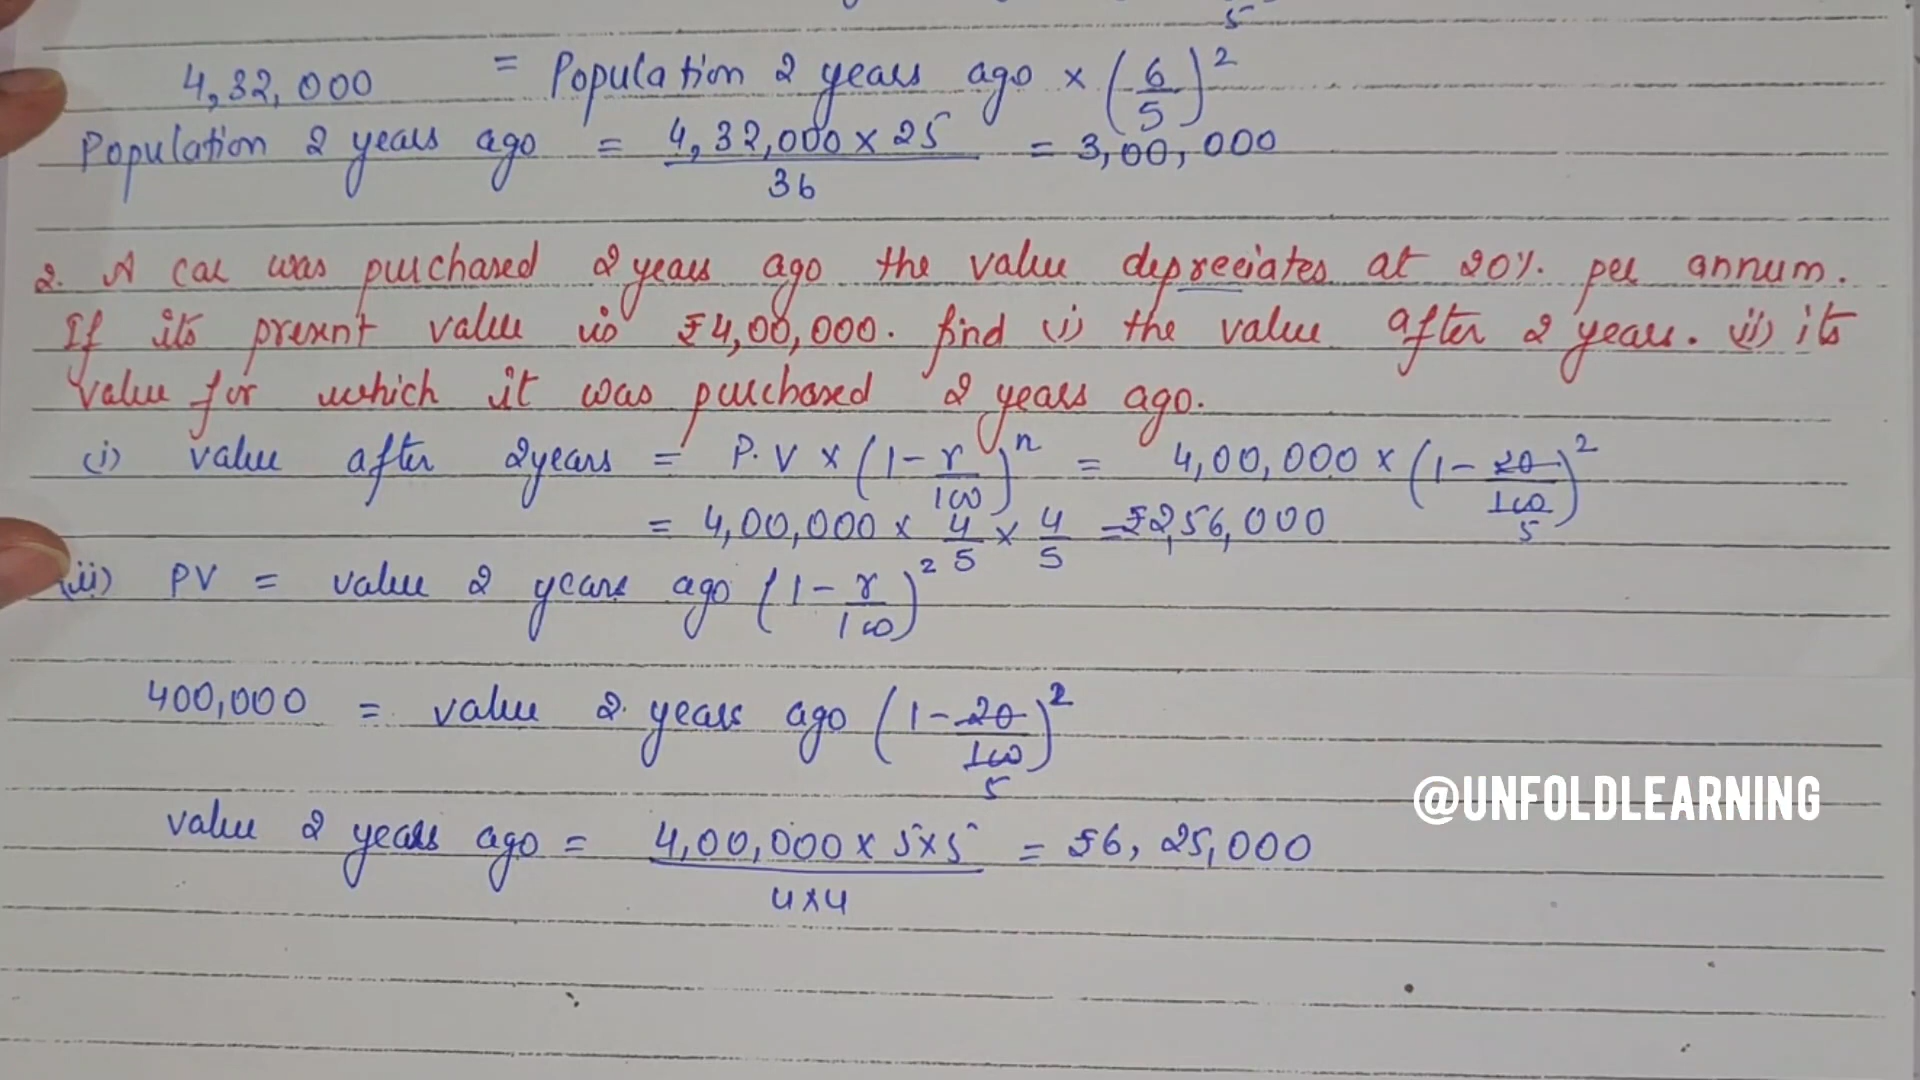 5
4,32,000 = Population 2 years ago × (6/5)²
Population 2 years ago = 4,32,000 × 25 / 36 = 3,00,000
2. A car was purchased 2 years ago the value depreciates at 20% per annum.
If its present value is ₹4,00,000. find (i) the value after 2 years. (ii) its
value for which it was purchased 2 years ago.
(i) value after 2 years = P.V × (1 - r/100)ⁿ = 4,00,000 × (1 - 20/100)² 5
= 4,00,000 × 4/5 × 4/5 = ₹2,56,000
(ii) PV = value 2 years ago (1 - r/100)²
400,000 = value 2 years ago (1 - 20/100)² 5
value 2 years ago = 4,00,000 × 5×5 / 4×4 = ₹6,25,000
@UNFOLDLEARNING